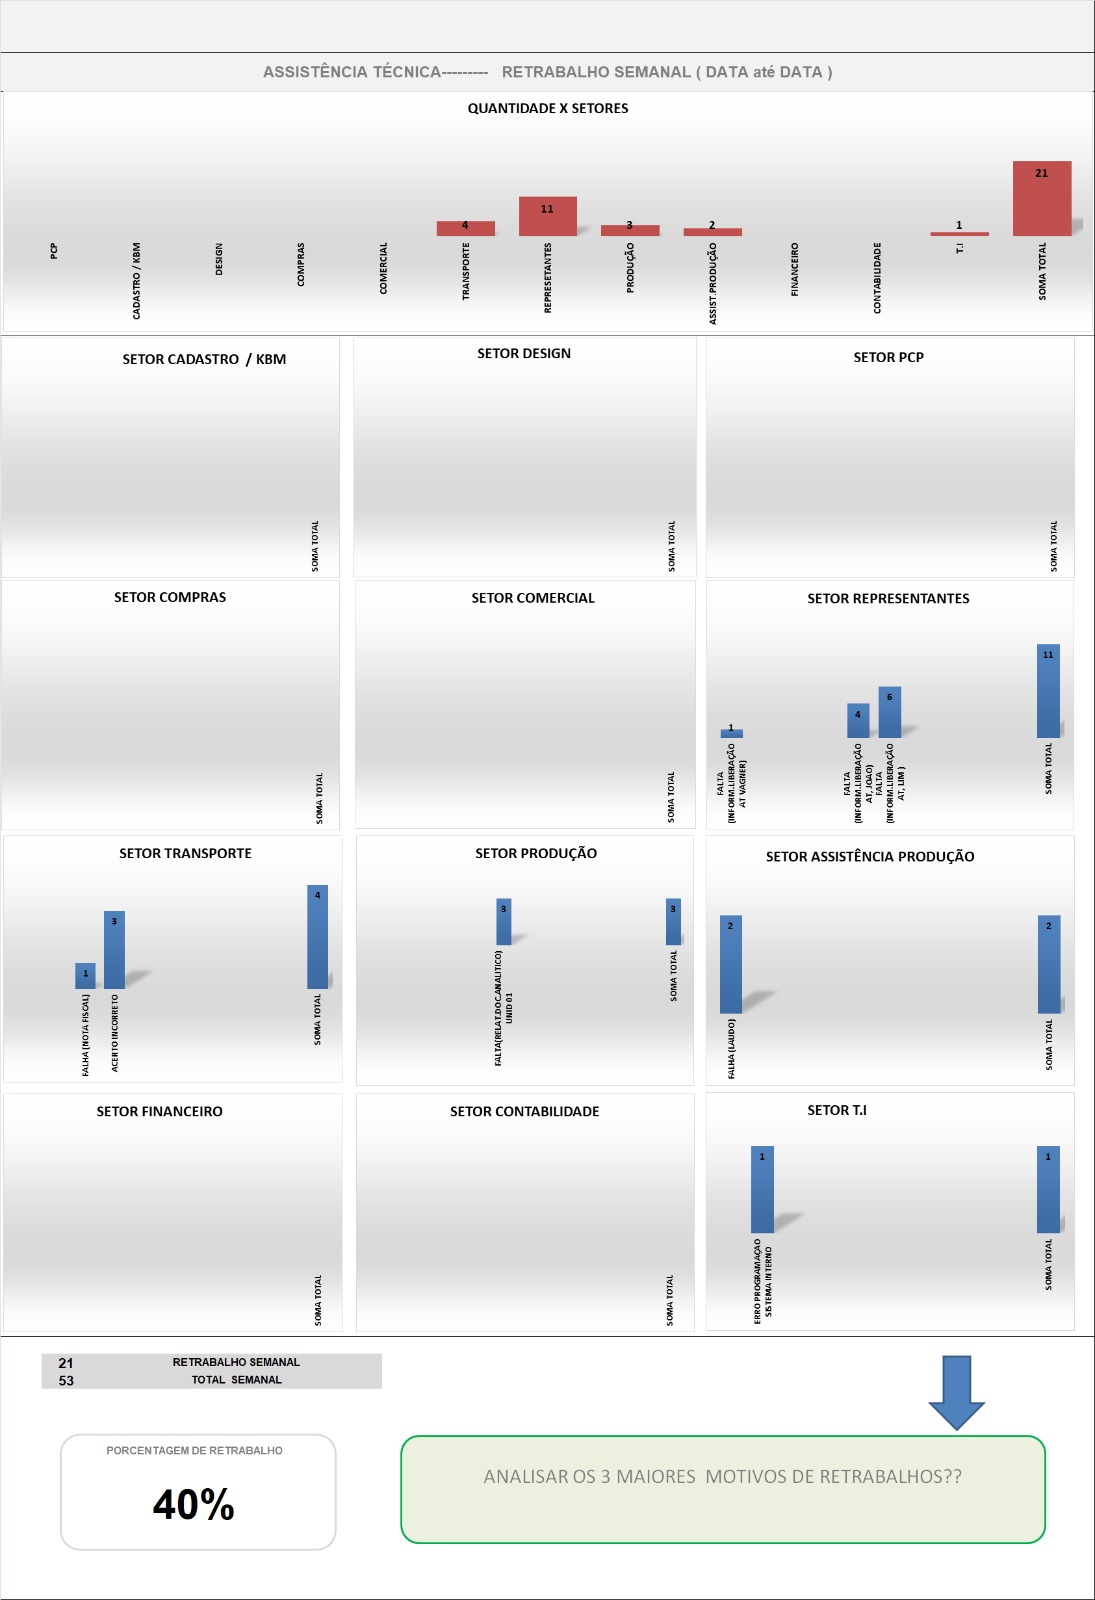 ASSISTÊNCIA TÉCNICA---------   RETRABALHO SEMANAL ( DATA até DATA )
QUANTIDADE X SETORES
4
11
3
2
1
21
PCP
CADASTRO / KBM
DESIGN
COMPRAS
COMERCIAL
TRANSPORTE
REPRESETANTES
PRODUÇÃO
ASSIST.PRODUÇÃO
FINANCEIRO
CONTABILIDADE
T.I
SOMA TOTAL
SETOR CADASTRO  / KBM
SOMA TOTAL
SETOR DESIGN
SOMA TOTAL
SETOR PCP
SOMA TOTAL
SETOR COMPRAS
SOMA TOTAL
SETOR COMERCIAL
SOMA TOTAL
SETOR REPRESENTANTES
1
4
6
11
FALTA
(INFORM.LIBERAÇÃO
AT VAGNER)
FALTA
(INFORM.LIBERAÇÃO
AT, JOAO)
FALTA
(INFORM.LIBERAÇÃO
AT, LIM )
SOMA TOTAL
SETOR TRANSPORTE
1
3
4
FALHA (NOTA FISCAL)
ACERTO INCORRETO
SOMA TOTAL
SETOR PRODUÇÃO
3
3
FALTA(RELAT.DOC.ANALITICO)
UNID 01
SOMA TOTAL
SETOR ASSISTÊNCIA PRODUÇÃO
2
2
FALHA (LAUDO)
SOMA TOTAL
SETOR FINANCEIRO
SOMA TOTAL
SETOR CONTABILIDADE
SOMA TOTAL
SETOR T.I
1
1
ERRO PROGRAMAÇAO
SISTEMA INTERNO
SOMA TOTAL
21 RETRABALHO SEMANAL
53 TOTAL  SEMANAL
PORCENTAGEM DE RETRABALHO
40%
ANALISAR OS 3 MAIORES  MOTIVOS DE RETRABALHOS??